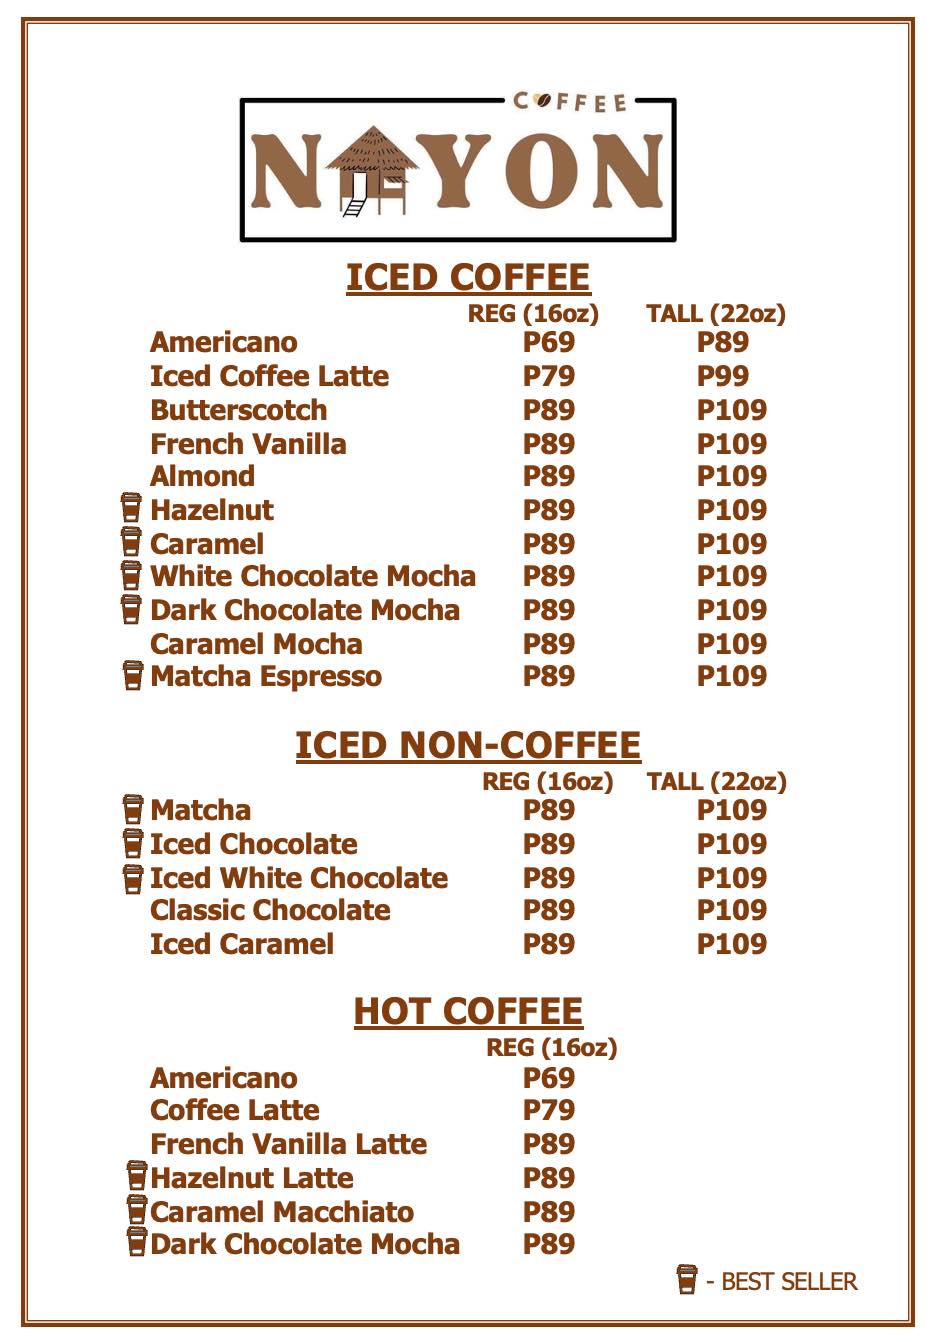 COFFEE
NAYON
ICED COFFEE
REG (16oz) TALL (22oz)
Americano P69 P89
Iced Coffee Latte P79 P99
Butterscotch P89 P109
French Vanilla P89 P109
Almond P89 P109
Hazelnut P89 P109
Caramel P89 P109
White Chocolate Mocha P89 P109
Dark Chocolate Mocha P89 P109
Caramel Mocha P89 P109
Matcha Espresso P89 P109
ICED NON-COFFEE
REG (16oz) TALL (22oz)
Matcha P89 P109
Iced Chocolate P89 P109
Iced White Chocolate P89 P109
Classic Chocolate P89 P109
Iced Caramel P89 P109
HOT COFFEE
REG (16oz)
Americano P69
Coffee Latte P79
French Vanilla Latte P89
Hazelnut Latte P89
Caramel Macchiato P89
Dark Chocolate Mocha P89
- BEST SELLER